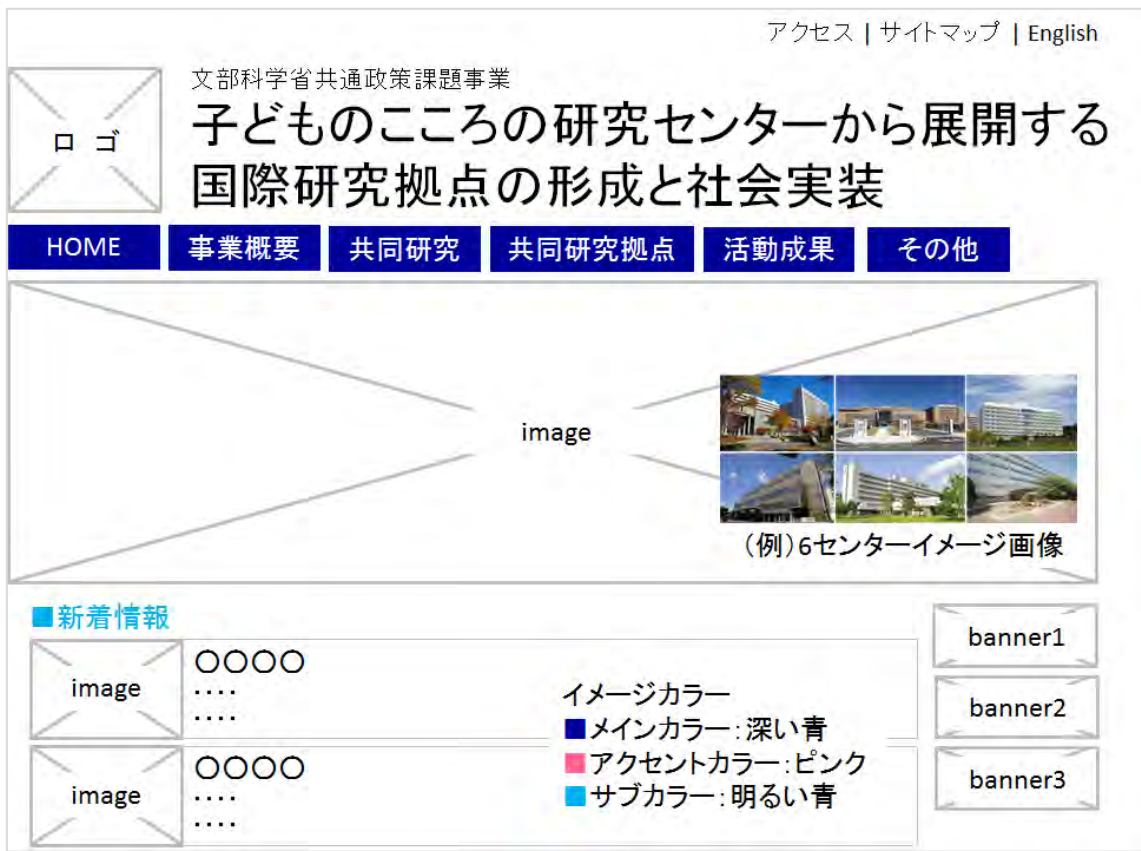 アクセス | サイトマップ | English
文部科学省共通政策課題事業
ロ ゴ
子どものこころの研究センターから展開する
国際研究拠点の形成と社会実装
HOME 事業概要 共同研究 共同研究拠点 活動成果 その他
image
(例)6センターイメージ画像
■新着情報
image
〇〇〇〇
....
....
image
〇〇〇〇
....
....
イメージカラー
■メインカラー:深い青
■アクセントカラー:ピンク
■サブカラー:明るい青
banner1
banner2
banner3